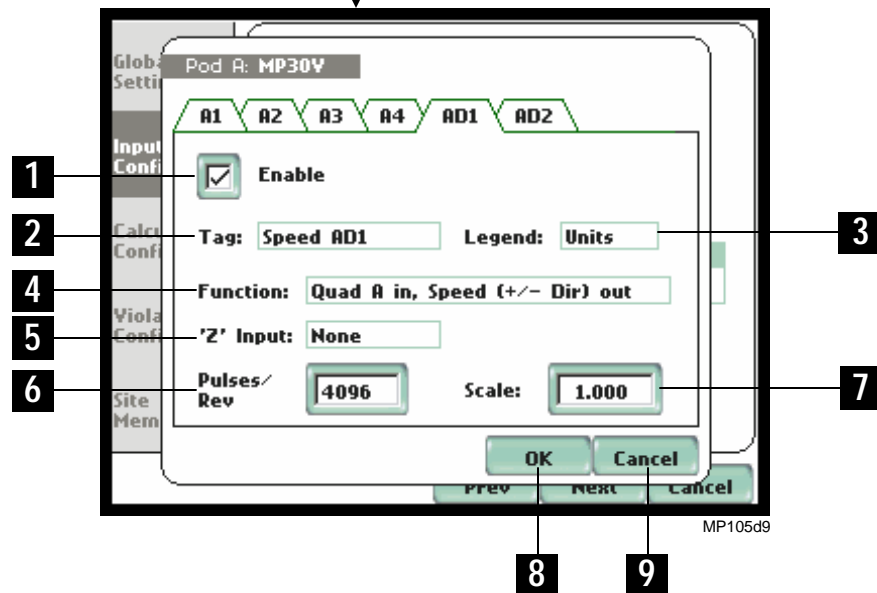 Global
Setti
Pod A: MP30V
A1 A2 A3 A4 AD1 AD2
Input
Confi
1
Enable
2
Calcu
Confi
Tag: Speed AD1
Legend: Units
3
4
Function: Quad A in, Speed (+/- Dir) out
Viola
Confi
5
'Z' Input: None
6
Pulses/
Rev
4096
Scale: 1.000
7
Site
Mem
OK Cancel
Prev Next Cancel
MP105d9
8 9